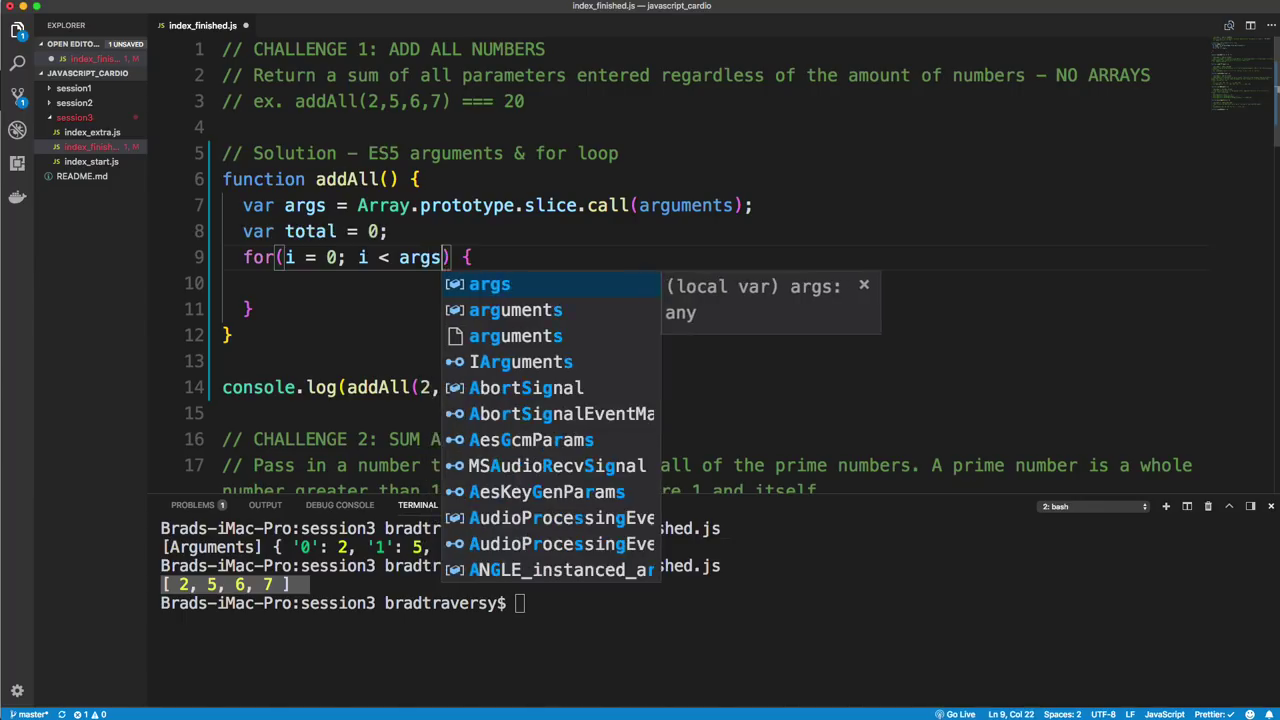 index_finished.js — javascript_cardio
EXPLORER
index_finished.js
OPEN EDITO... 1 UNSAVED
JS index_finis... 1, M
JAVASCRIPT_CARDIO
session1
session2
session3
JS index_extra.js
JS index_finish... 1, M
JS index_start.js
README.md
1 // CHALLENGE 1: ADD ALL NUMBERS
2 // Return a sum of all parameters entered regardless of the amount of numbers - NO ARRAYS
3 // ex. addAll(2,5,6,7) === 20
4
5 // Solution - ES5 arguments & for loop
6 function addAll() {
7 var args = Array.prototype.slice.call(arguments);
8 var total = 0;
9 for(i = 0; i < args) {
10
11 }
12 }
13
14 console.log(addAll(2,
15
16 // CHALLENGE 2: SUM A
17 // Pass in a number t all of the prime numbers. A prime number is a whole
number greater than 1 re 1 and itself
args
arguments
arguments
IArguments
AbortSignal
AbortSignalEventMa
AesGcmParams
MSAudioRecvSignal
AesKeyGenParams
AudioProcessingEve
AudioProcessingEve
ANGLE_instanced_ar
(local var) args: ×
any
PROBLEMS 1 OUTPUT DEBUG CONSOLE TERMINAL 2: bash
Brads-iMac-Pro:session3 bradt shed.js
[Arguments] { '0': 2, '1': 5,
Brads-iMac-Pro:session3 bradt shed.js
[ 2, 5, 6, 7 ]
Brads-iMac-Pro:session3 bradtraversy$
master* 1 0 Go Live Ln 9, Col 22 Spaces: 2 UTF-8 LF JavaScript Prettier: ✓